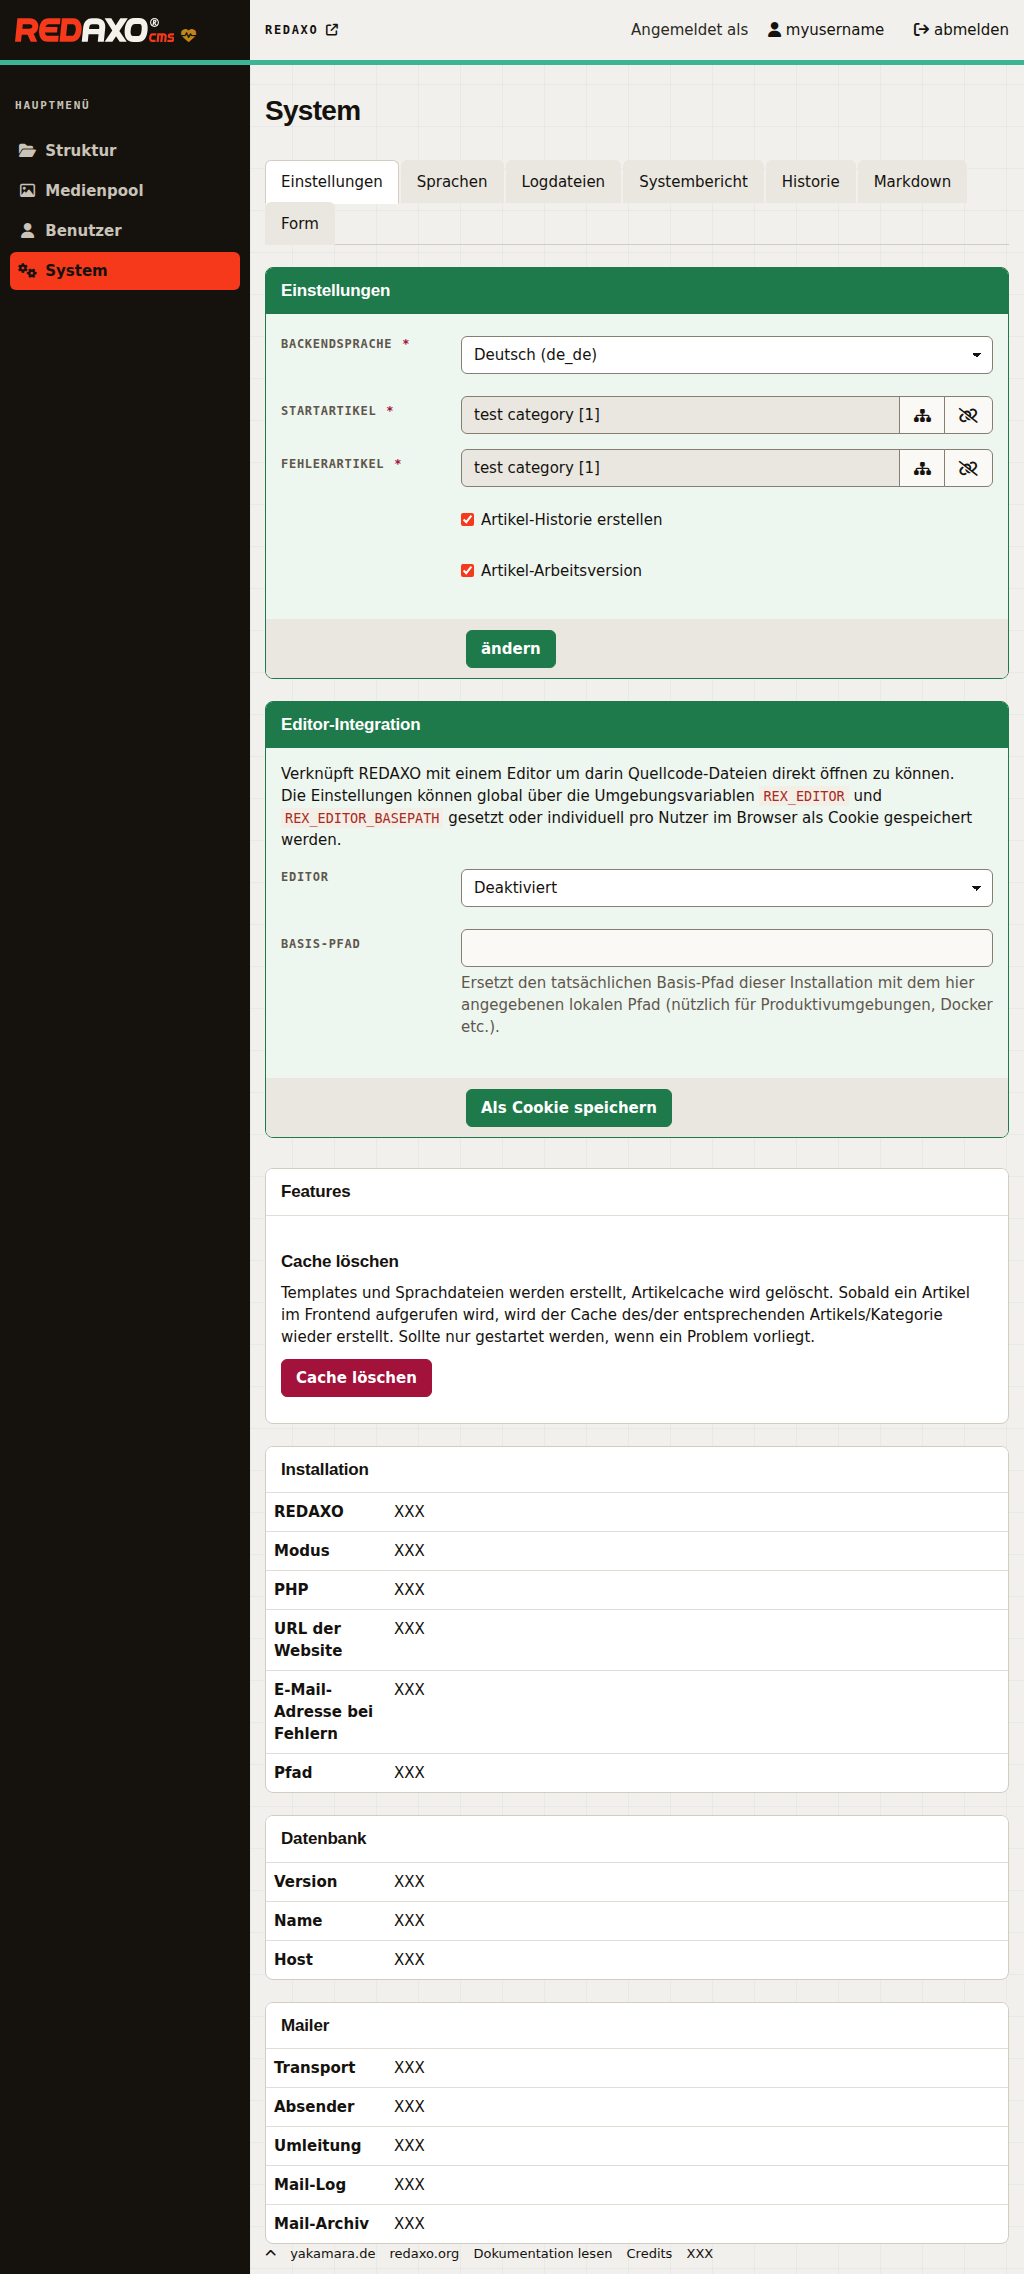 REDAXO® cms
REDAXO
Angemeldet als myusername abmelden
HAUPTMENÜ
Struktur
Medienpool
Benutzer
System
System
Einstellungen Sprachen Logdateien Systembericht Historie Markdown
Form
Einstellungen
BACKENDSPRACHE *
Deutsch (de_de)
STARTARTIKEL *
test category [1]
FEHLERARTIKEL *
test category [1]
Artikel-Historie erstellen
Artikel-Arbeitsversion
ändern
Editor-Integration
Verknüpft REDAXO mit einem Editor um darin Quellcode-Dateien direkt öffnen zu können.
Die Einstellungen können global über die Umgebungsvariablen REX_EDITOR und
REX_EDITOR_BASEPATH gesetzt oder individuell pro Nutzer im Browser als Cookie gespeichert
werden.
EDITOR
Deaktiviert
BASIS-PFAD
Ersetzt den tatsächlichen Basis-Pfad dieser Installation mit dem hier
angegebenen lokalen Pfad (nützlich für Produktivumgebungen, Docker
etc.).
Als Cookie speichern
Features
Cache löschen
Templates und Sprachdateien werden erstellt, Artikelcache wird gelöscht. Sobald ein Artikel
im Frontend aufgerufen wird, wird der Cache des/der entsprechenden Artikels/Kategorie
wieder erstellt. Sollte nur gestartet werden, wenn ein Problem vorliegt.
Cache löschen
Installation
REDAXO XXX
Modus XXX
PHP XXX
URL der XXX
Website
E-Mail- XXX
Adresse bei
Fehlern
Pfad XXX
Datenbank
Version XXX
Name XXX
Host XXX
Mailer
Transport XXX
Absender XXX
Umleitung XXX
Mail-Log XXX
Mail-Archiv XXX
yakamara.de redaxo.org Dokumentation lesen Credits XXX